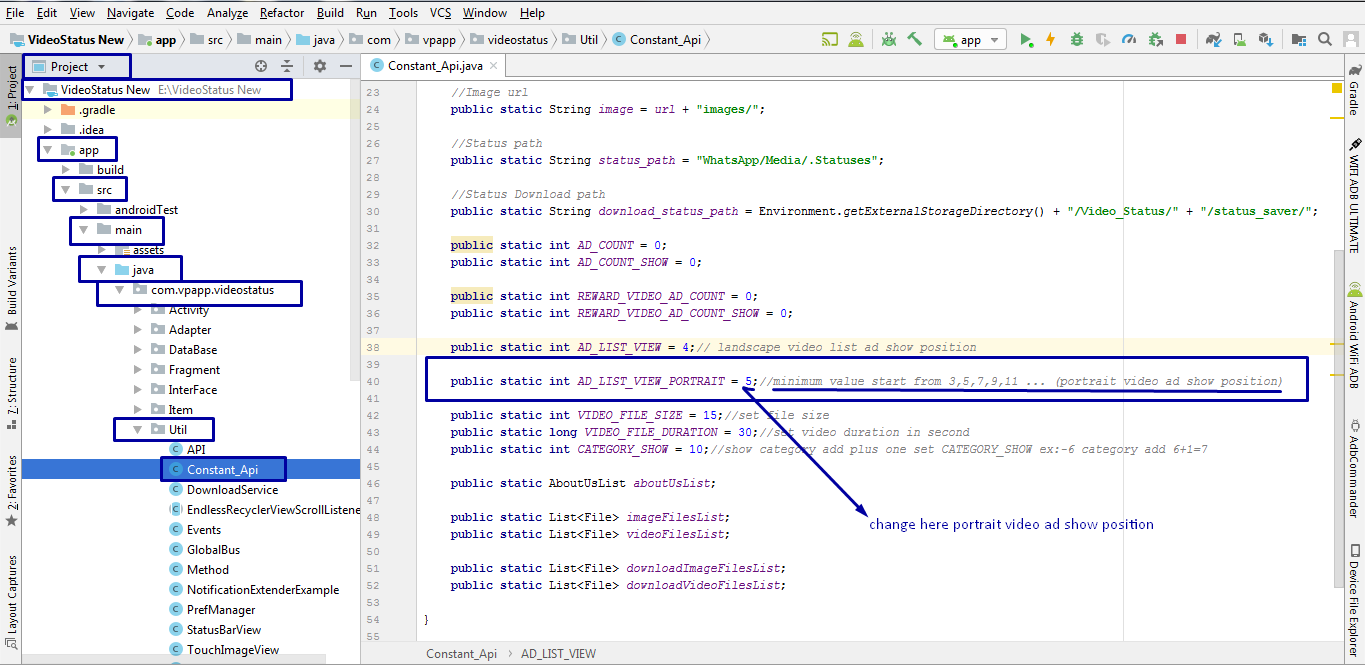 File Edit View Navigate Code Analyze Refactor Build Run Tools VCS Window Help
VideoStatus New app src main java com vpapp videostatus Util Constant_Api app
Project
Constant_Api.java
VideoStatus New E:\VideoStatus New
.gradle
.idea
app
build
src
androidTest
main
assets
java
com.vpapp.videostatus
Activity
Adapter
DataBase
Fragment
InterFace
Item
Util
API
Constant_Api
DownloadService
EndlessRecyclerViewScrollListene
Events
GlobalBus
Method
NotificationExtenderExample
PrefManager
StatusBarView
TouchImageView
1: Project
Build Variants
7: Structure
2: Favorites
Layout Captures
23 //Image url
24 public static String image = url + "images/";
25
26 //Status path
27 public static String status_path = "WhatsApp/Media/.Statuses";
28
29 //Status Download path
30 public static String download_status_path = Environment.getExternalStorageDirectory() + "/Video_Status/" + "/status_saver/";
31
32 public static int AD_COUNT = 0;
33 public static int AD_COUNT_SHOW = 0;
34
35 public static int REWARD_VIDEO_AD_COUNT = 0;
36 public static int REWARD_VIDEO_AD_COUNT_SHOW = 0;
37
38 public static int AD_LIST_VIEW = 4;// landscape video list ad show position
39
40 public static int AD_LIST_VIEW_PORTRAIT = 5;//minimum value start from 3,5,7,9,11 ... (portrait video ad show position)
41
42 public static int VIDEO_FILE_SIZE = 15;//set file size
43 public static long VIDEO_FILE_DURATION = 30;//set video duration in second
44 public static int CATEGORY_SHOW = 10;//show category add plus one set CATEGORY_SHOW ex:-6 category add 6+1=7
45
46 public static AboutUsList aboutUsList;
47
48 public static List<File> imageFilesList;
49 public static List<File> videoFilesList;
50
51 public static List<File> downloadImageFilesList;
52 public static List<File> downloadVideoFilesList;
53
54 }
55
change here portrait video ad show position
Constant_Api › AD_LIST_VIEW
Gradle
WIFI ADB ULTIMATE
Android WiFi ADB
AdbCommander
Device File Explorer